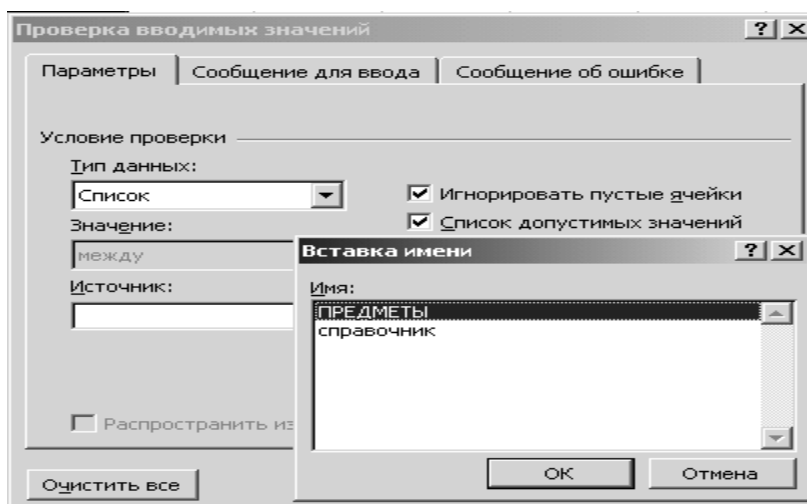 Проверка вводимых значений
Параметры Сообщение для ввода Сообщение об ошибке
Условие проверки
Тип данных:
Список Игнорировать пустые ячейки
Значение: Список допустимых значений
между
Вставка имени
Источник:
Имя:
ПРЕДМЕТЫ
справочник
Распространить из
Очистить все
ОК Отмена